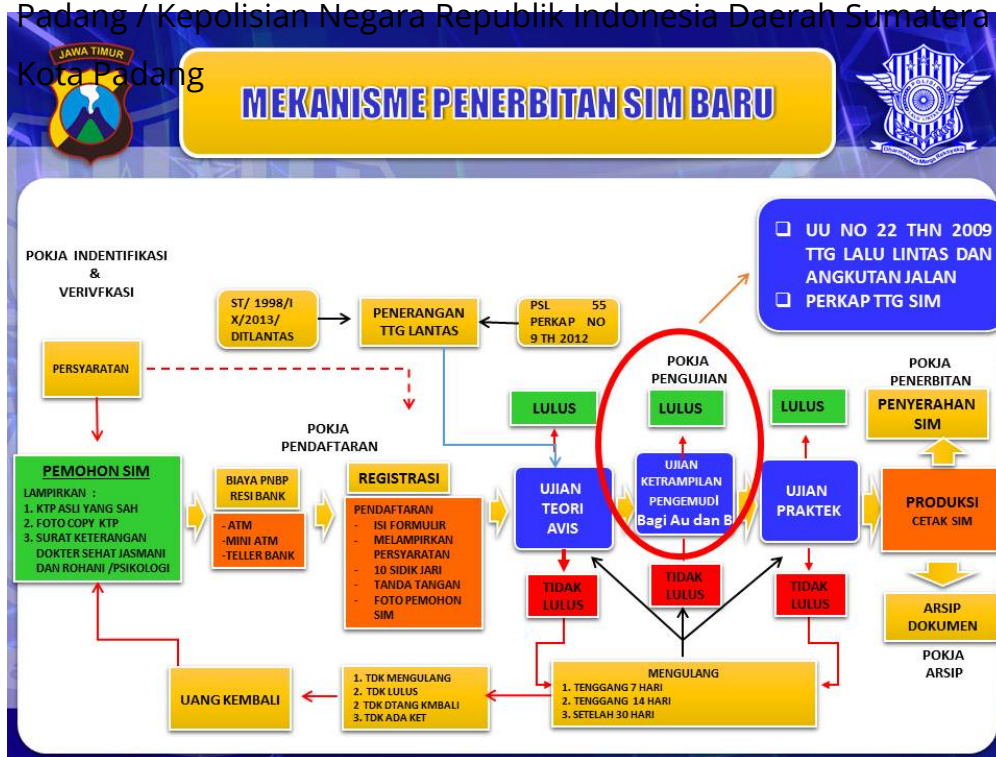 Padang / Kepolisian Negara Republik Indonesia Daerah Sumatera
Kota Padang
JAWA TIMUR
MEKANISME PENERBITAN SIM BARU
POLISI
LALU LINTAS
Dharmakerta Marga Raksyaka
❑ UU NO 22 THN 2009
TTG LALU LINTAS DAN
ANGKUTAN JALAN
❑ PERKAP TTG SIM
POKJA INDENTIFIKASI
&
VERIVFKASI
ST/ 1998/I
X/2013/
DITLANTAS
PENERANGAN
TTG LANTAS
PSL 55
PERKAP NO
9 TH 2012
PERSYARATAN
POKJA
PENDAFTARAN
POKJA
PENGUJIAN
POKJA
PENERBITAN
LULUS
LULUS
LULUS
PENYERAHAN
SIM
PEMOHON SIM
LAMPIRKAN :
1. KTP ASLI YANG SAH
2. FOTO COPY KTP
3. SURAT KETERANGAN
DOKTER SEHAT JASMANI
DAN ROHANI /PSIKOLOGI
BIAYA PNBP
RESI BANK
- ATM
-MINI ATM
-TELLER BANK
REGISTRASI
PENDAFTARAN
- ISI FORMULIR
- MELAMPIRKAN
PERSYARATAN
- 10 SIDIK JARI
- TANDA TANGAN
- FOTO PEMOHON
SIM
UJIAN
TEORI
AVIS
UJIAN
KETRAMPILAN
PENGEMUDI
Bagi Au dan B
UJIAN
PRAKTEK
PRODUKSI
CETAK SIM
TIDAK
LULUS
TIDAK
LULUS
TIDAK
LULUS
ARSIP
DOKUMEN
POKJA
ARSIP
UANG KEMBALI
1. TDK MENGULANG
2. TDK LULUS
2 TDK DTANG KMBALI
3. TDK ADA KET
MENGULANG
1. TENGGANG 7 HARI
2. TENGGANG 14 HARI
3. SETELAH 30 HARI